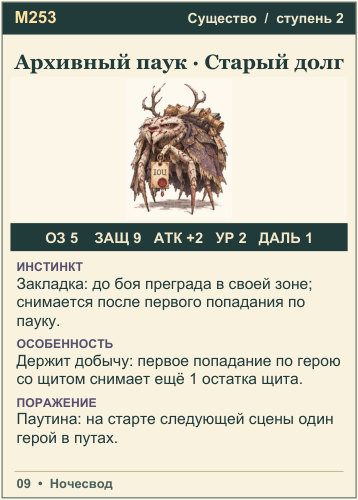 M253
Существо / ступень 2
Архивный паук · Старый долг
IOU
ОЗ 5 ЗАЩ 9 АТК +2 УР 2 ДАЛЬ 1
ИНСТИНКТ
Закладка: до боя преграда в своей зоне;
снимается после первого попадания по
пауку.
ОСОБЕННОСТЬ
Держит добычу: первое попадание по герою
со щитом снимает ещё 1 остатка щита.
ПОРАЖЕНИЕ
Паутина: на старте следующей сцены один
герой в путах.
09 • Ночесвод